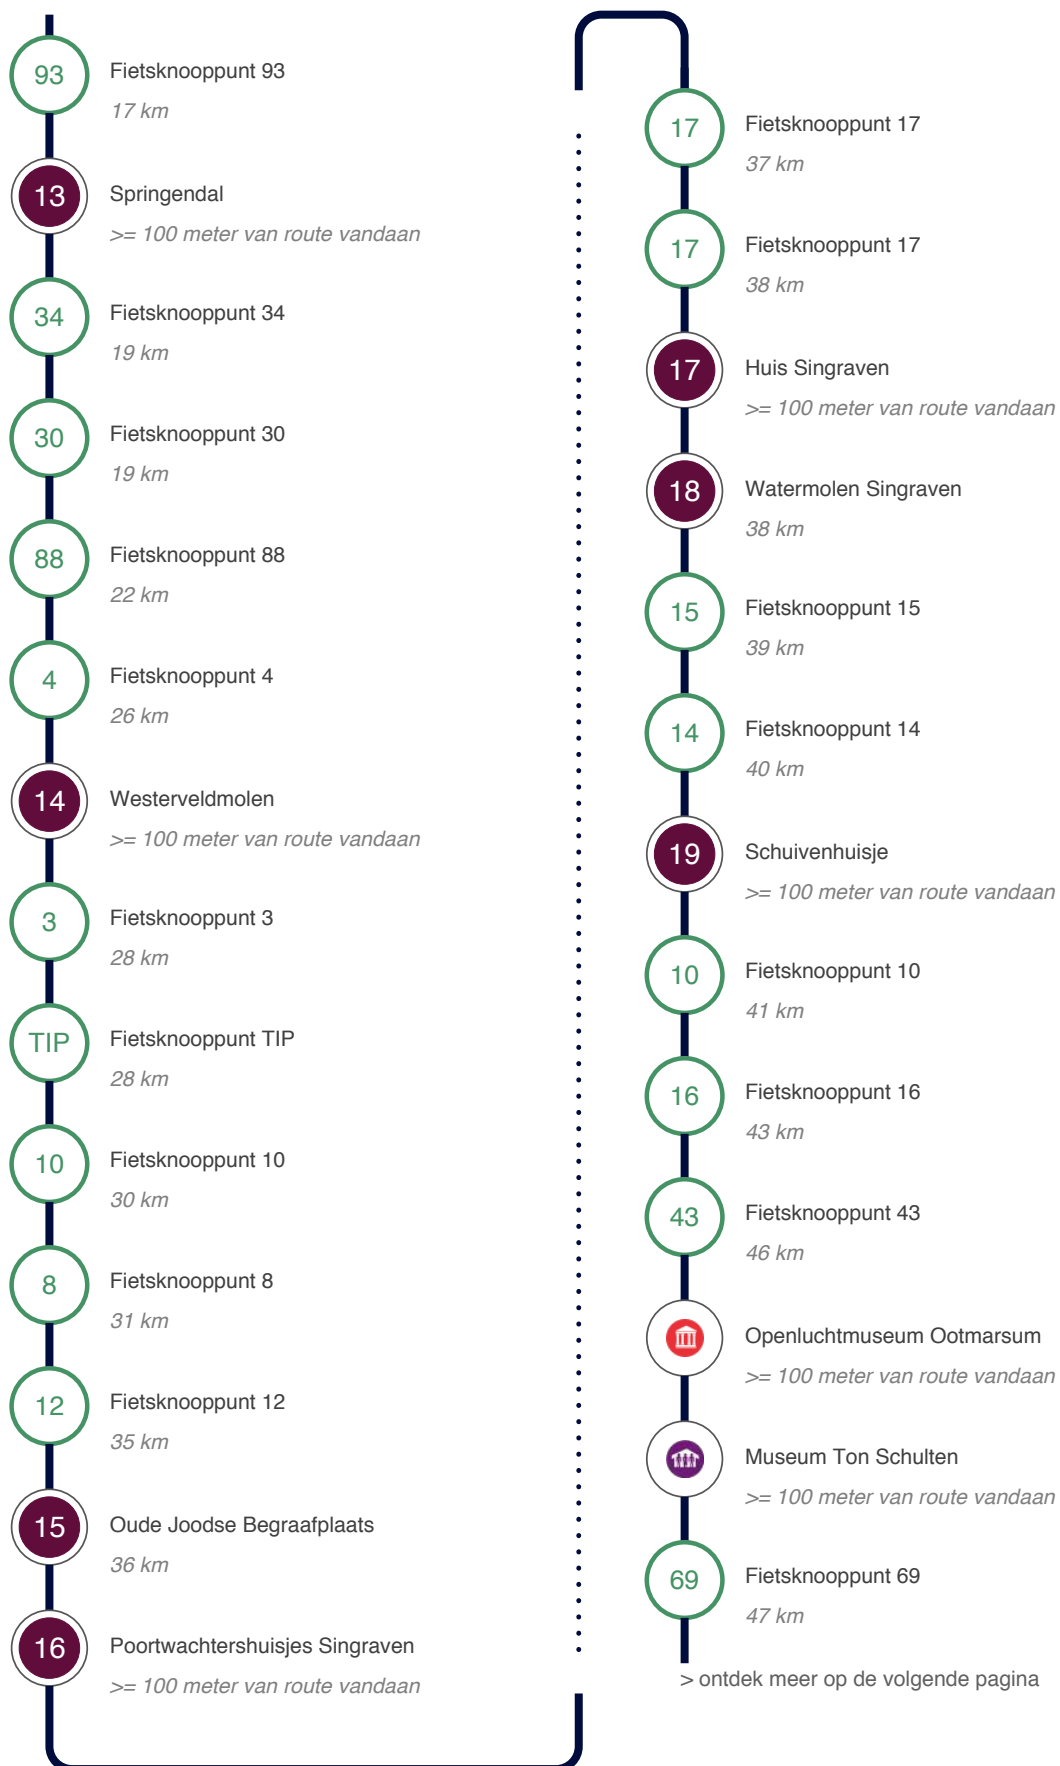 93
Fietsknooppunt 93
17 km
13
Springendal
>= 100 meter van route vandaan
34
Fietsknooppunt 34
19 km
30
Fietsknooppunt 30
19 km
88
Fietsknooppunt 88
22 km
4
Fietsknooppunt 4
26 km
14
Westerveldmolen
>= 100 meter van route vandaan
3
Fietsknooppunt 3
28 km
TIP
Fietsknooppunt TIP
28 km
10
Fietsknooppunt 10
30 km
8
Fietsknooppunt 8
31 km
12
Fietsknooppunt 12
35 km
15
Oude Joodse Begraafplaats
36 km
16
Poortwachtershuisjes Singraven
>= 100 meter van route vandaan
17
Fietsknooppunt 17
37 km
17
Fietsknooppunt 17
38 km
17
Huis Singraven
>= 100 meter van route vandaan
18
Watermolen Singraven
38 km
15
Fietsknooppunt 15
39 km
14
Fietsknooppunt 14
40 km
19
Schuivenhuisje
>= 100 meter van route vandaan
10
Fietsknooppunt 10
41 km
16
Fietsknooppunt 16
43 km
43
Fietsknooppunt 43
46 km
Openluchtmuseum Ootmarsum
>= 100 meter van route vandaan
Museum Ton Schulten
>= 100 meter van route vandaan
69
Fietsknooppunt 69
47 km
> ontdek meer op de volgende pagina